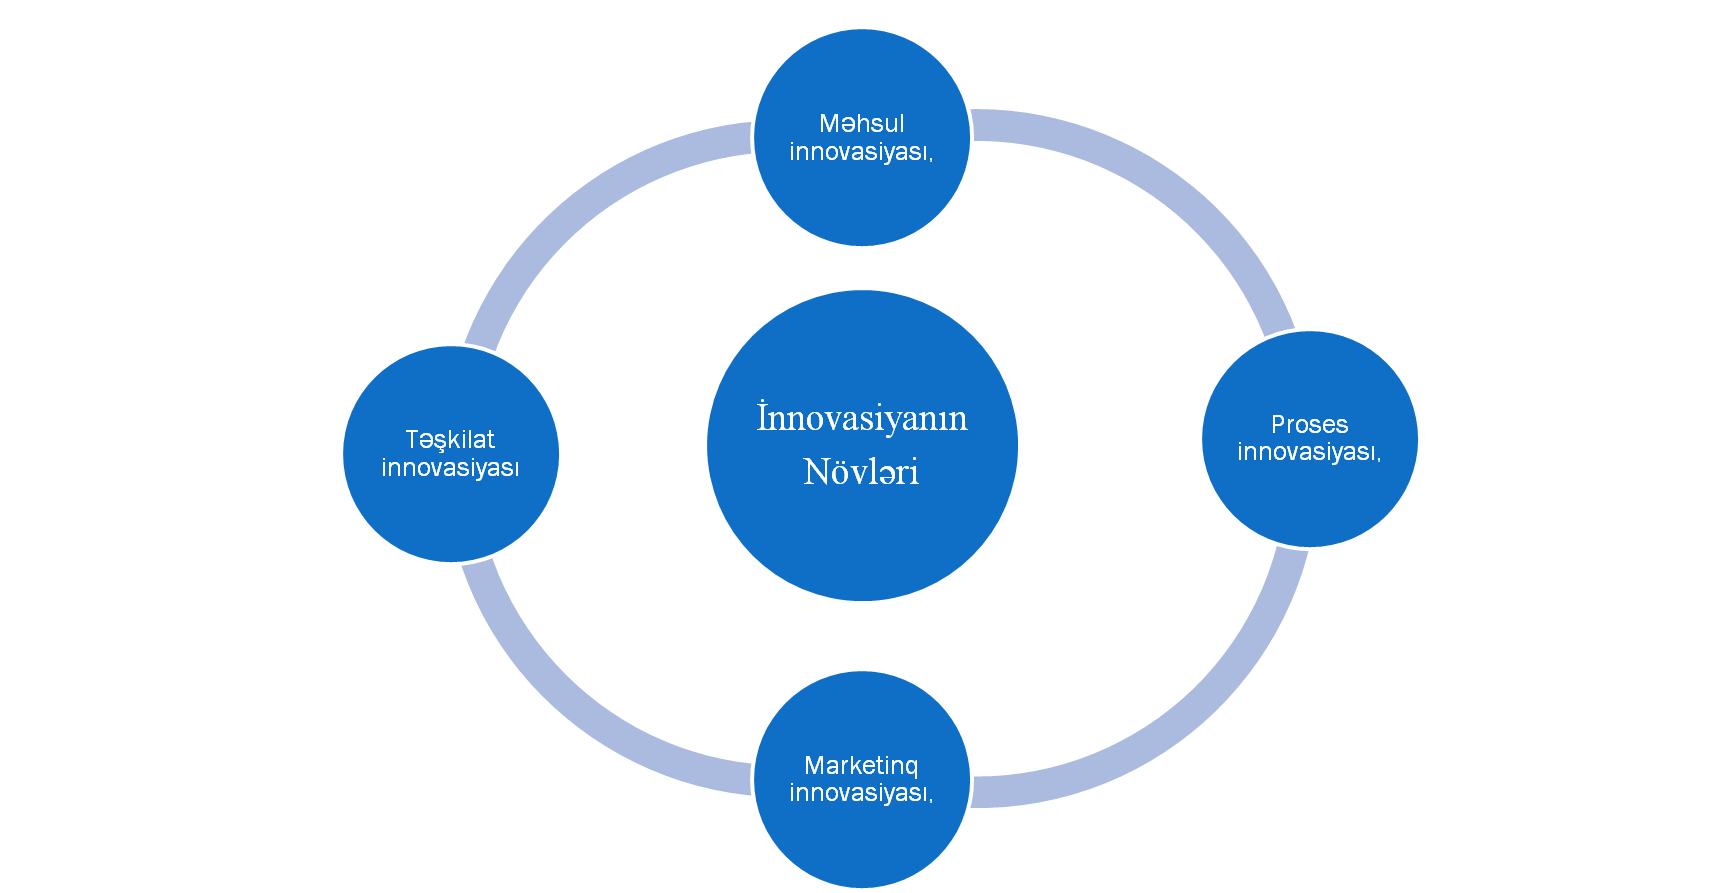 Məhsul
innovasiyası,
İnnovasiyanın
Növləri
Proses
innovasiyası,
Marketinq
innovasiyası,
Təşkilat
innovasiyası